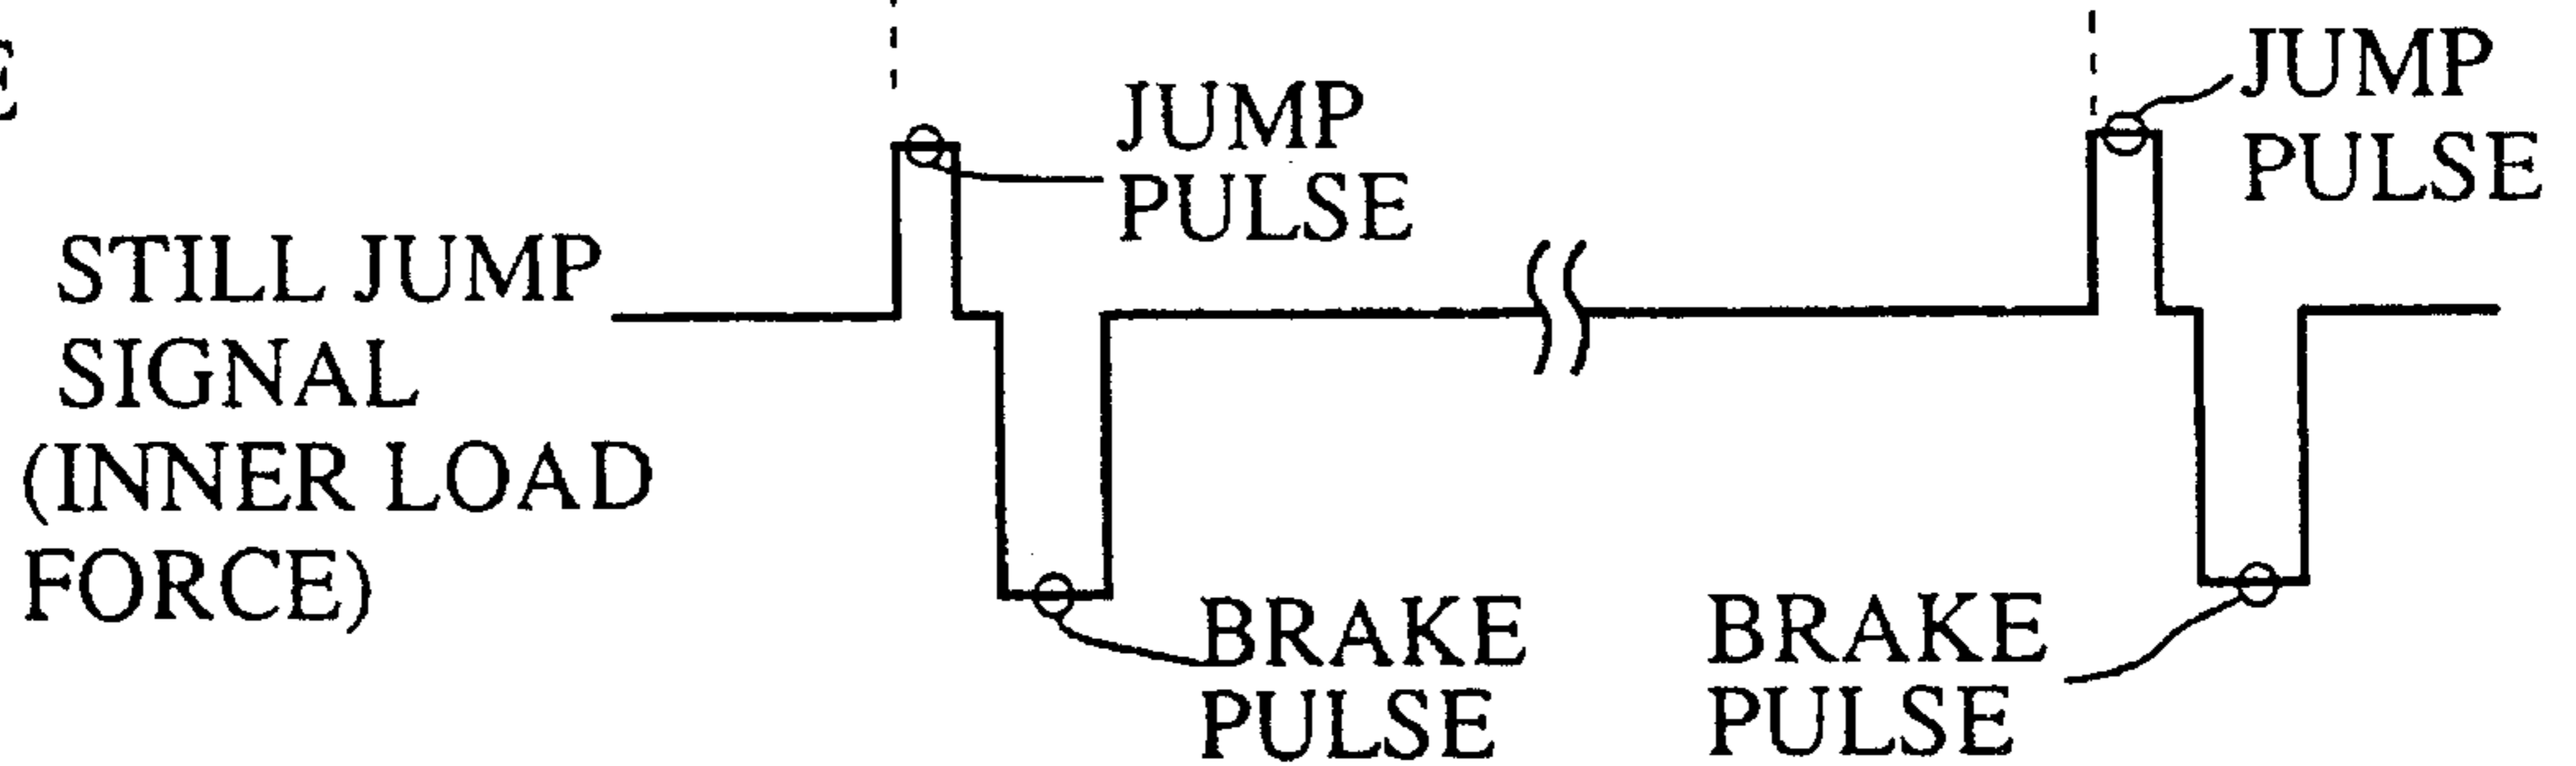 E
STILL JUMP
SIGNAL
(INNER LOAD
FORCE)
JUMP
PULSE
BRAKE
PULSE
JUMP
PULSE
BRAKE
PULSE